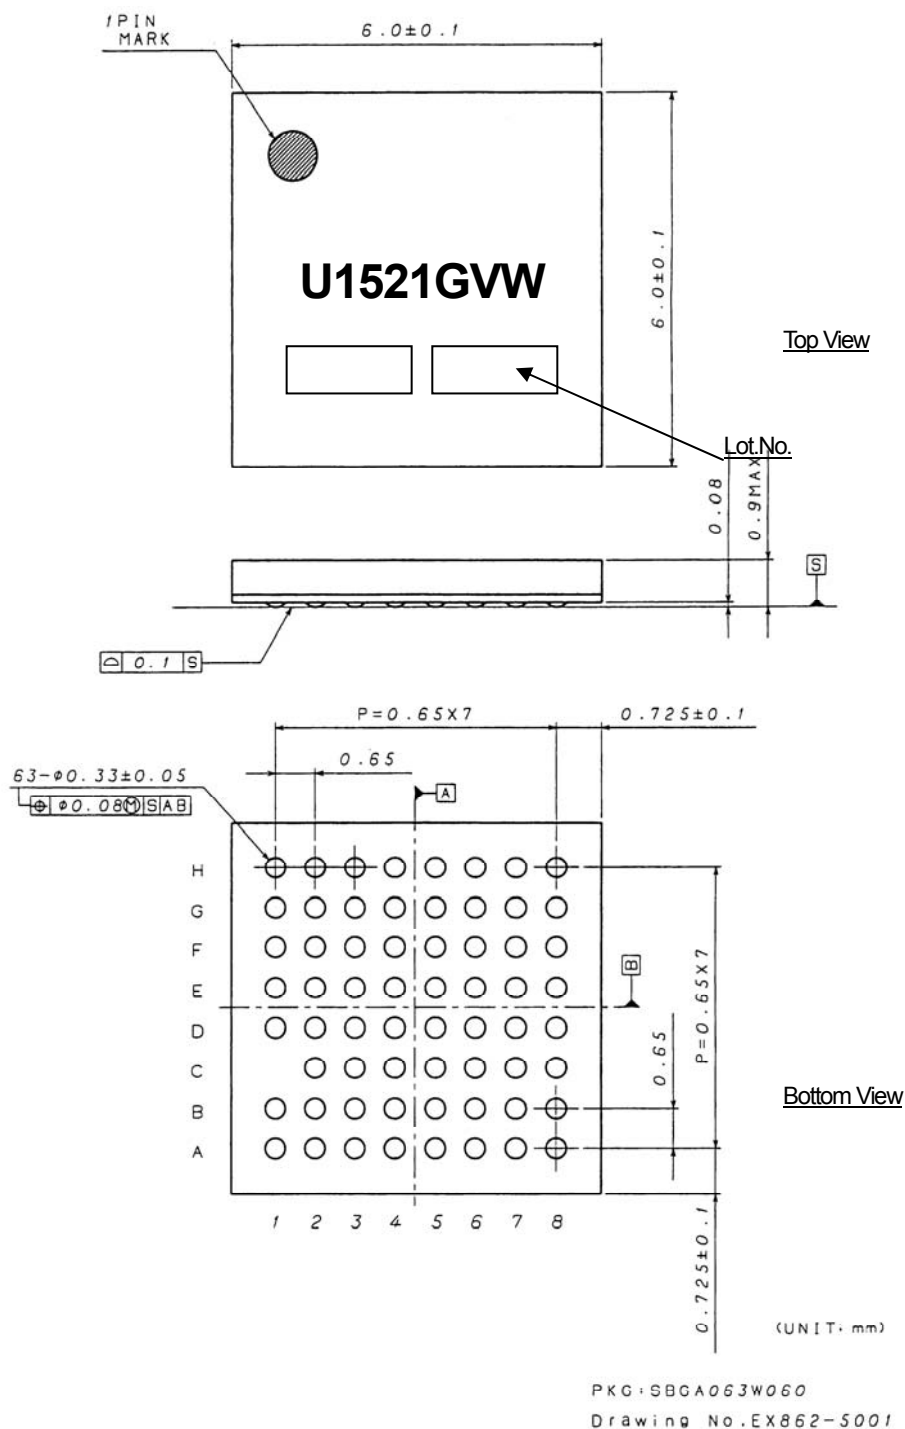 1PIN
MARK
6.0±0.1
6.0±0.1
U1521GVW
Top View
Lot.No.
0.08
0.9MAX
S
⌓ 0.1 S
P=0.65X7
0.725±0.1
0.65
63-φ0.33±0.05
⌖ φ0.08Ⓜ S A B
A
H
G
F
E
D
C
B
A
B
P=0.65X7
0.65
Bottom View
1 2 3 4 5 6 7 8
0.725±0.1
(UNIT: mm)
PKG:SBGA063W060
Drawing No.EX862-5001